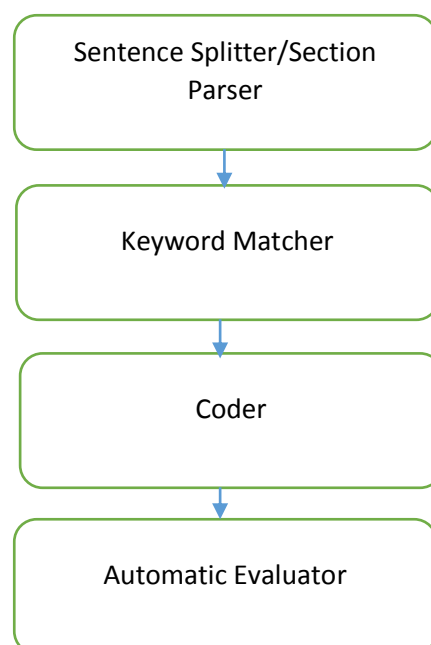 Sentence Splitter/Section
Parser
Keyword Matcher
Coder
Automatic Evaluator